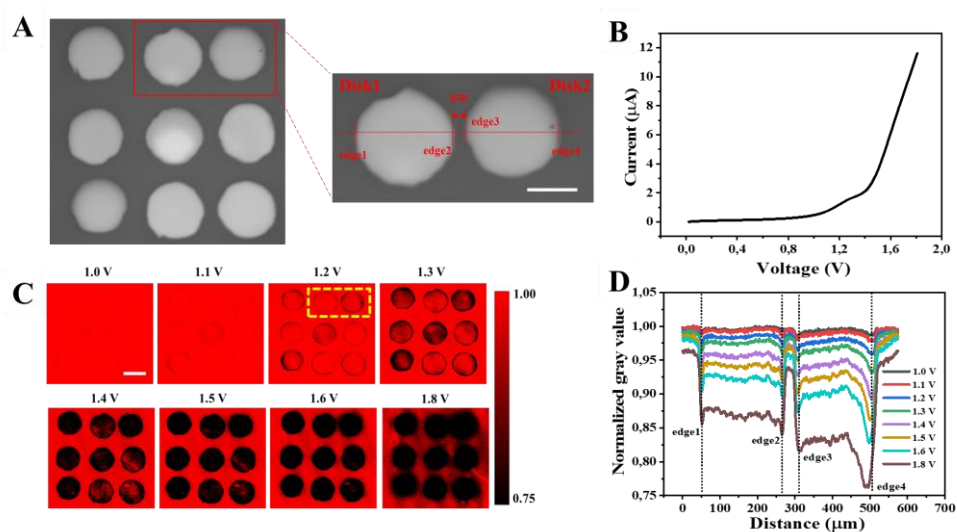 A
Disk1
Disk2
gap
edge3
edge1
edge2
edge4
B
Current (μA)
12
10
8
6
4
2
0
0,0
0,4
0,8
1,2
1,6
2,0
Voltage (V)
C
1.0 V
1.1 V
1.2 V
1.3 V
1.4 V
1.5 V
1.6 V
1.8 V
1.00
0.75
D
Normalized gray value
1,00
0,95
0,90
0,85
0,80
0,75
edge1
edge2
edge3
edge4
1.0 V
1.1 V
1.2 V
1.3 V
1.4 V
1.5 V
1.6 V
1.8 V
0
100
200
300
400
500
600
700
Distance (μm)